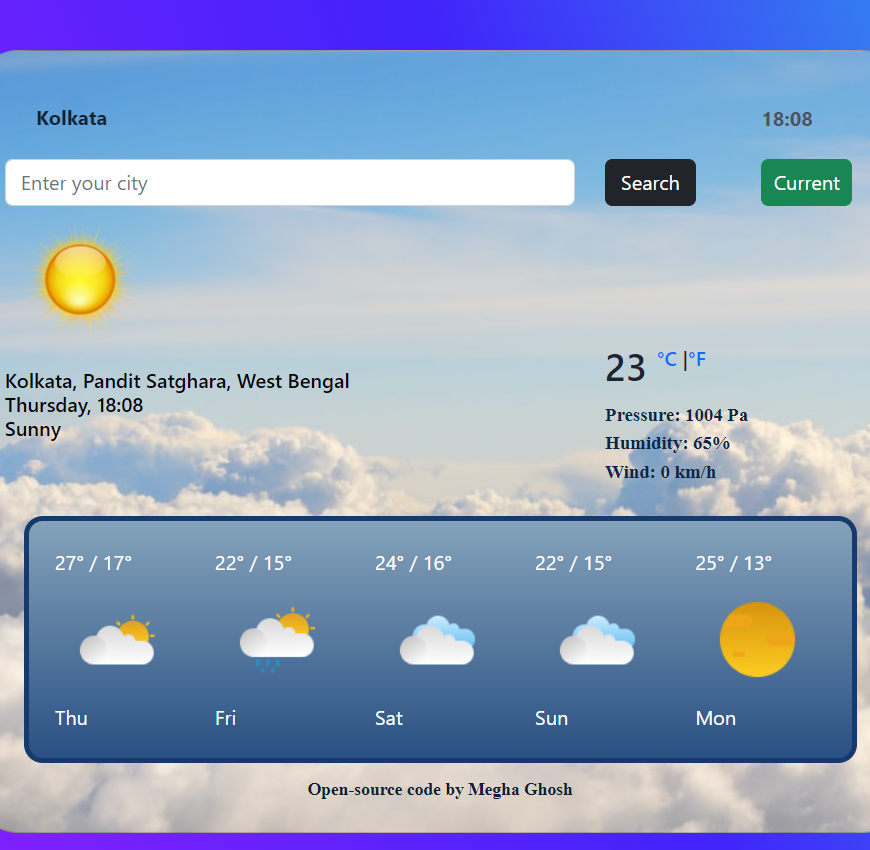 Kolkata 18:08
Enter your city Search Current
23 °C |°F
Kolkata, Pandit Satghara, West Bengal
Thursday, 18:08
Sunny
Pressure: 1004 Pa
Humidity: 65%
Wind: 0 km/h
27° / 17° 22° / 15° 24° / 16° 22° / 15° 25° / 13°
Thu Fri Sat Sun Mon
Open-source code by Megha Ghosh